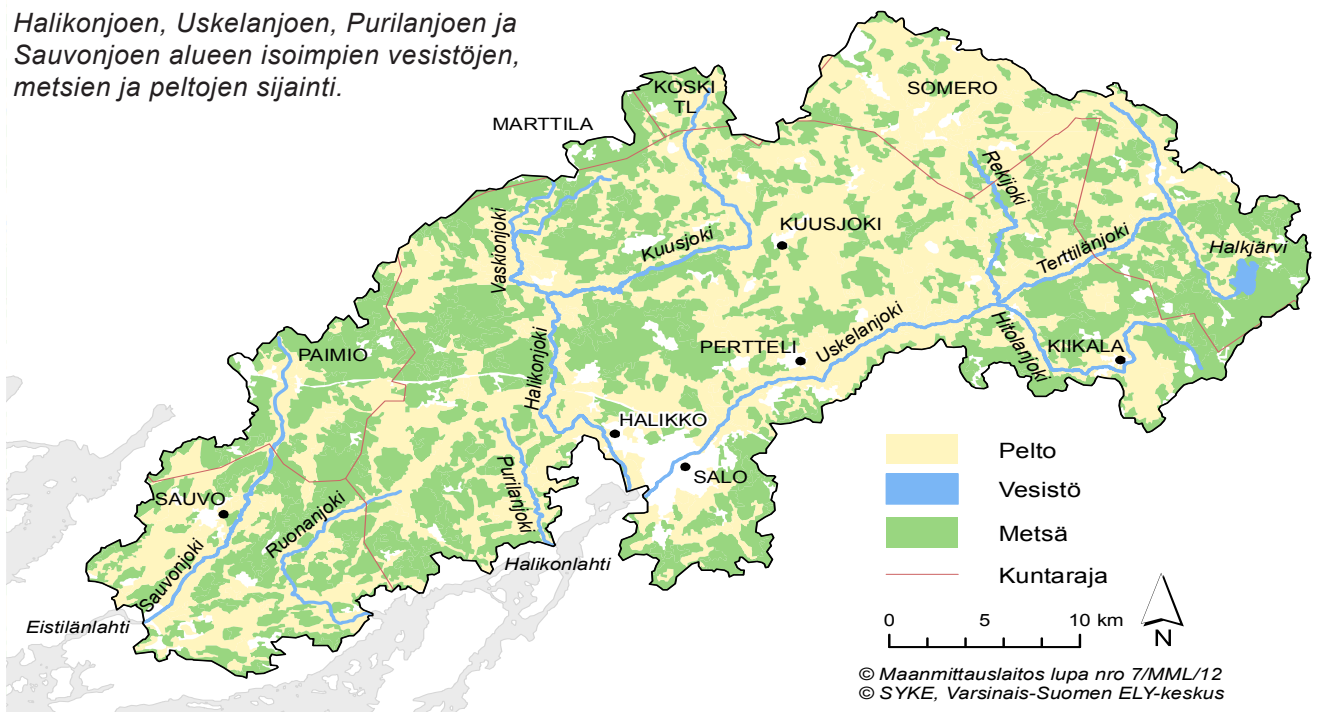 Halikonjoen, Uskelanjoen, Purilanjoen ja
Sauvonjoen alueen isoimpien vesistöjen,
metsien ja peltojen sijainti.
KOSKI
TL
SOMERO
MARTTILA
Rekijoki
KUUSJOKI
Kuusjoki
Vaskionjoki
Terttilänjoki
Halkjärvi
Uskelanjoki
Hitolanjoki
PERTTELI
KIIKALA
PAIMIO
Halikonjoki
HALIKKO
SALO
Purilanjoki
SAUVO
Ruonanjoki
Sauvonjoki
Halikonlahti
Eistilänlahti
Pelto
Vesistö
Metsä
Kuntaraja
0 5 10 km
N
© Maanmittauslaitos lupa nro 7/MML/12
© SYKE, Varsinais-Suomen ELY-keskus